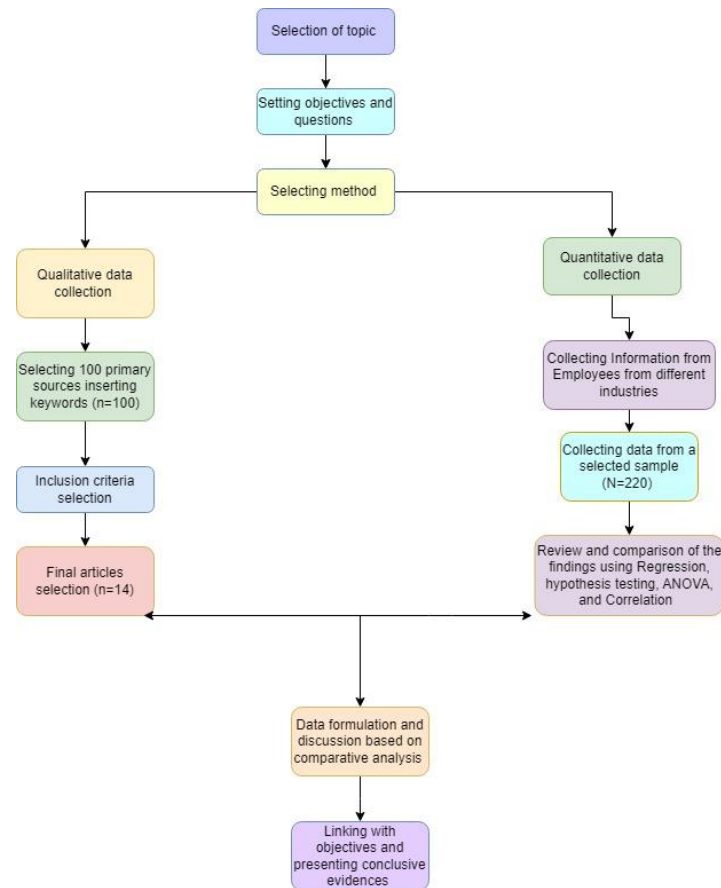 Selection of topic
Setting objectives and
questions
Selecting method
Qualitative data
collection
Selecting 100 primary
sources inserting
keywords (n=100)
Inclusion criteria
selection
Final articles
selection (n=14)
Quantitative data
collection
Collecting Information from
Employees from different
industries
Collecting data from a
selected sample
(N=220)
Review and comparison of the
findings using Regression,
hypothesis testing, ANOVA,
and Correlation
Data formulation and
discussion based on
comparative analysis
Linking with
objectives and
presenting conclusive
evidences